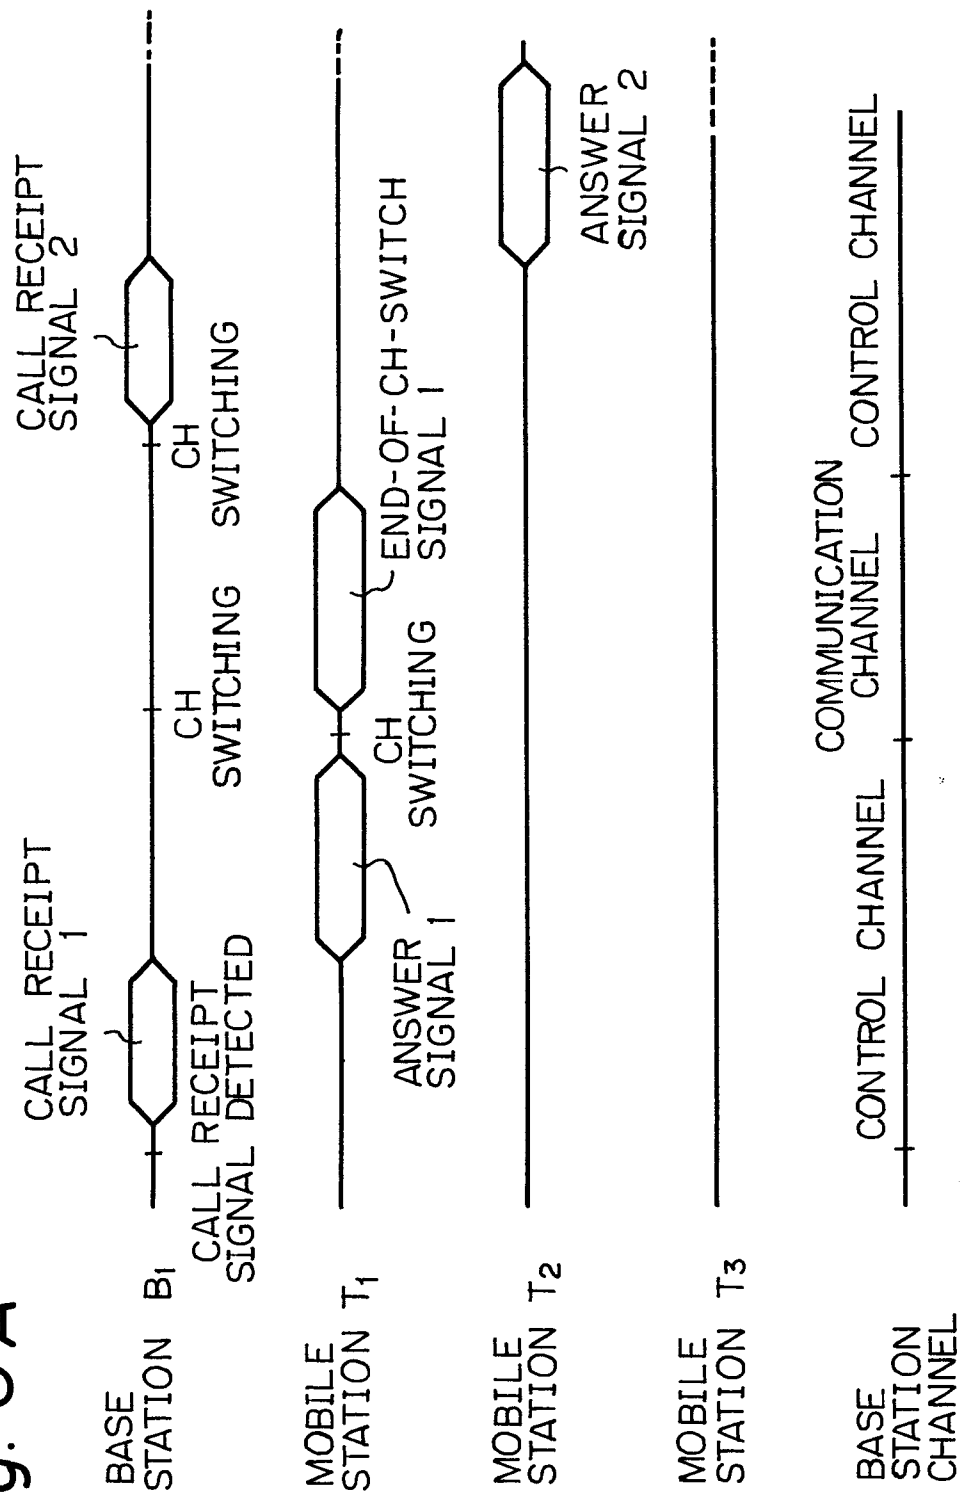 BASE
STATION B1
CALL RECEIPT
SIGNAL 1
CALL RECEIPT
SIGNAL DETECTED
CH
SWITCHING
CH
SWITCHING
CALL RECEIPT
SIGNAL 2
MOBILE
STATION T1
ANSWER
SIGNAL 1
CH
SWITCHING
END-OF-CH-SWITCH
SIGNAL 1
MOBILE
STATION T2
ANSWER
SIGNAL 2
MOBILE
STATION T3
BASE
STATION
CHANNEL
CONTROL CHANNEL
COMMUNICATION
CHANNEL
CONTROL CHANNEL